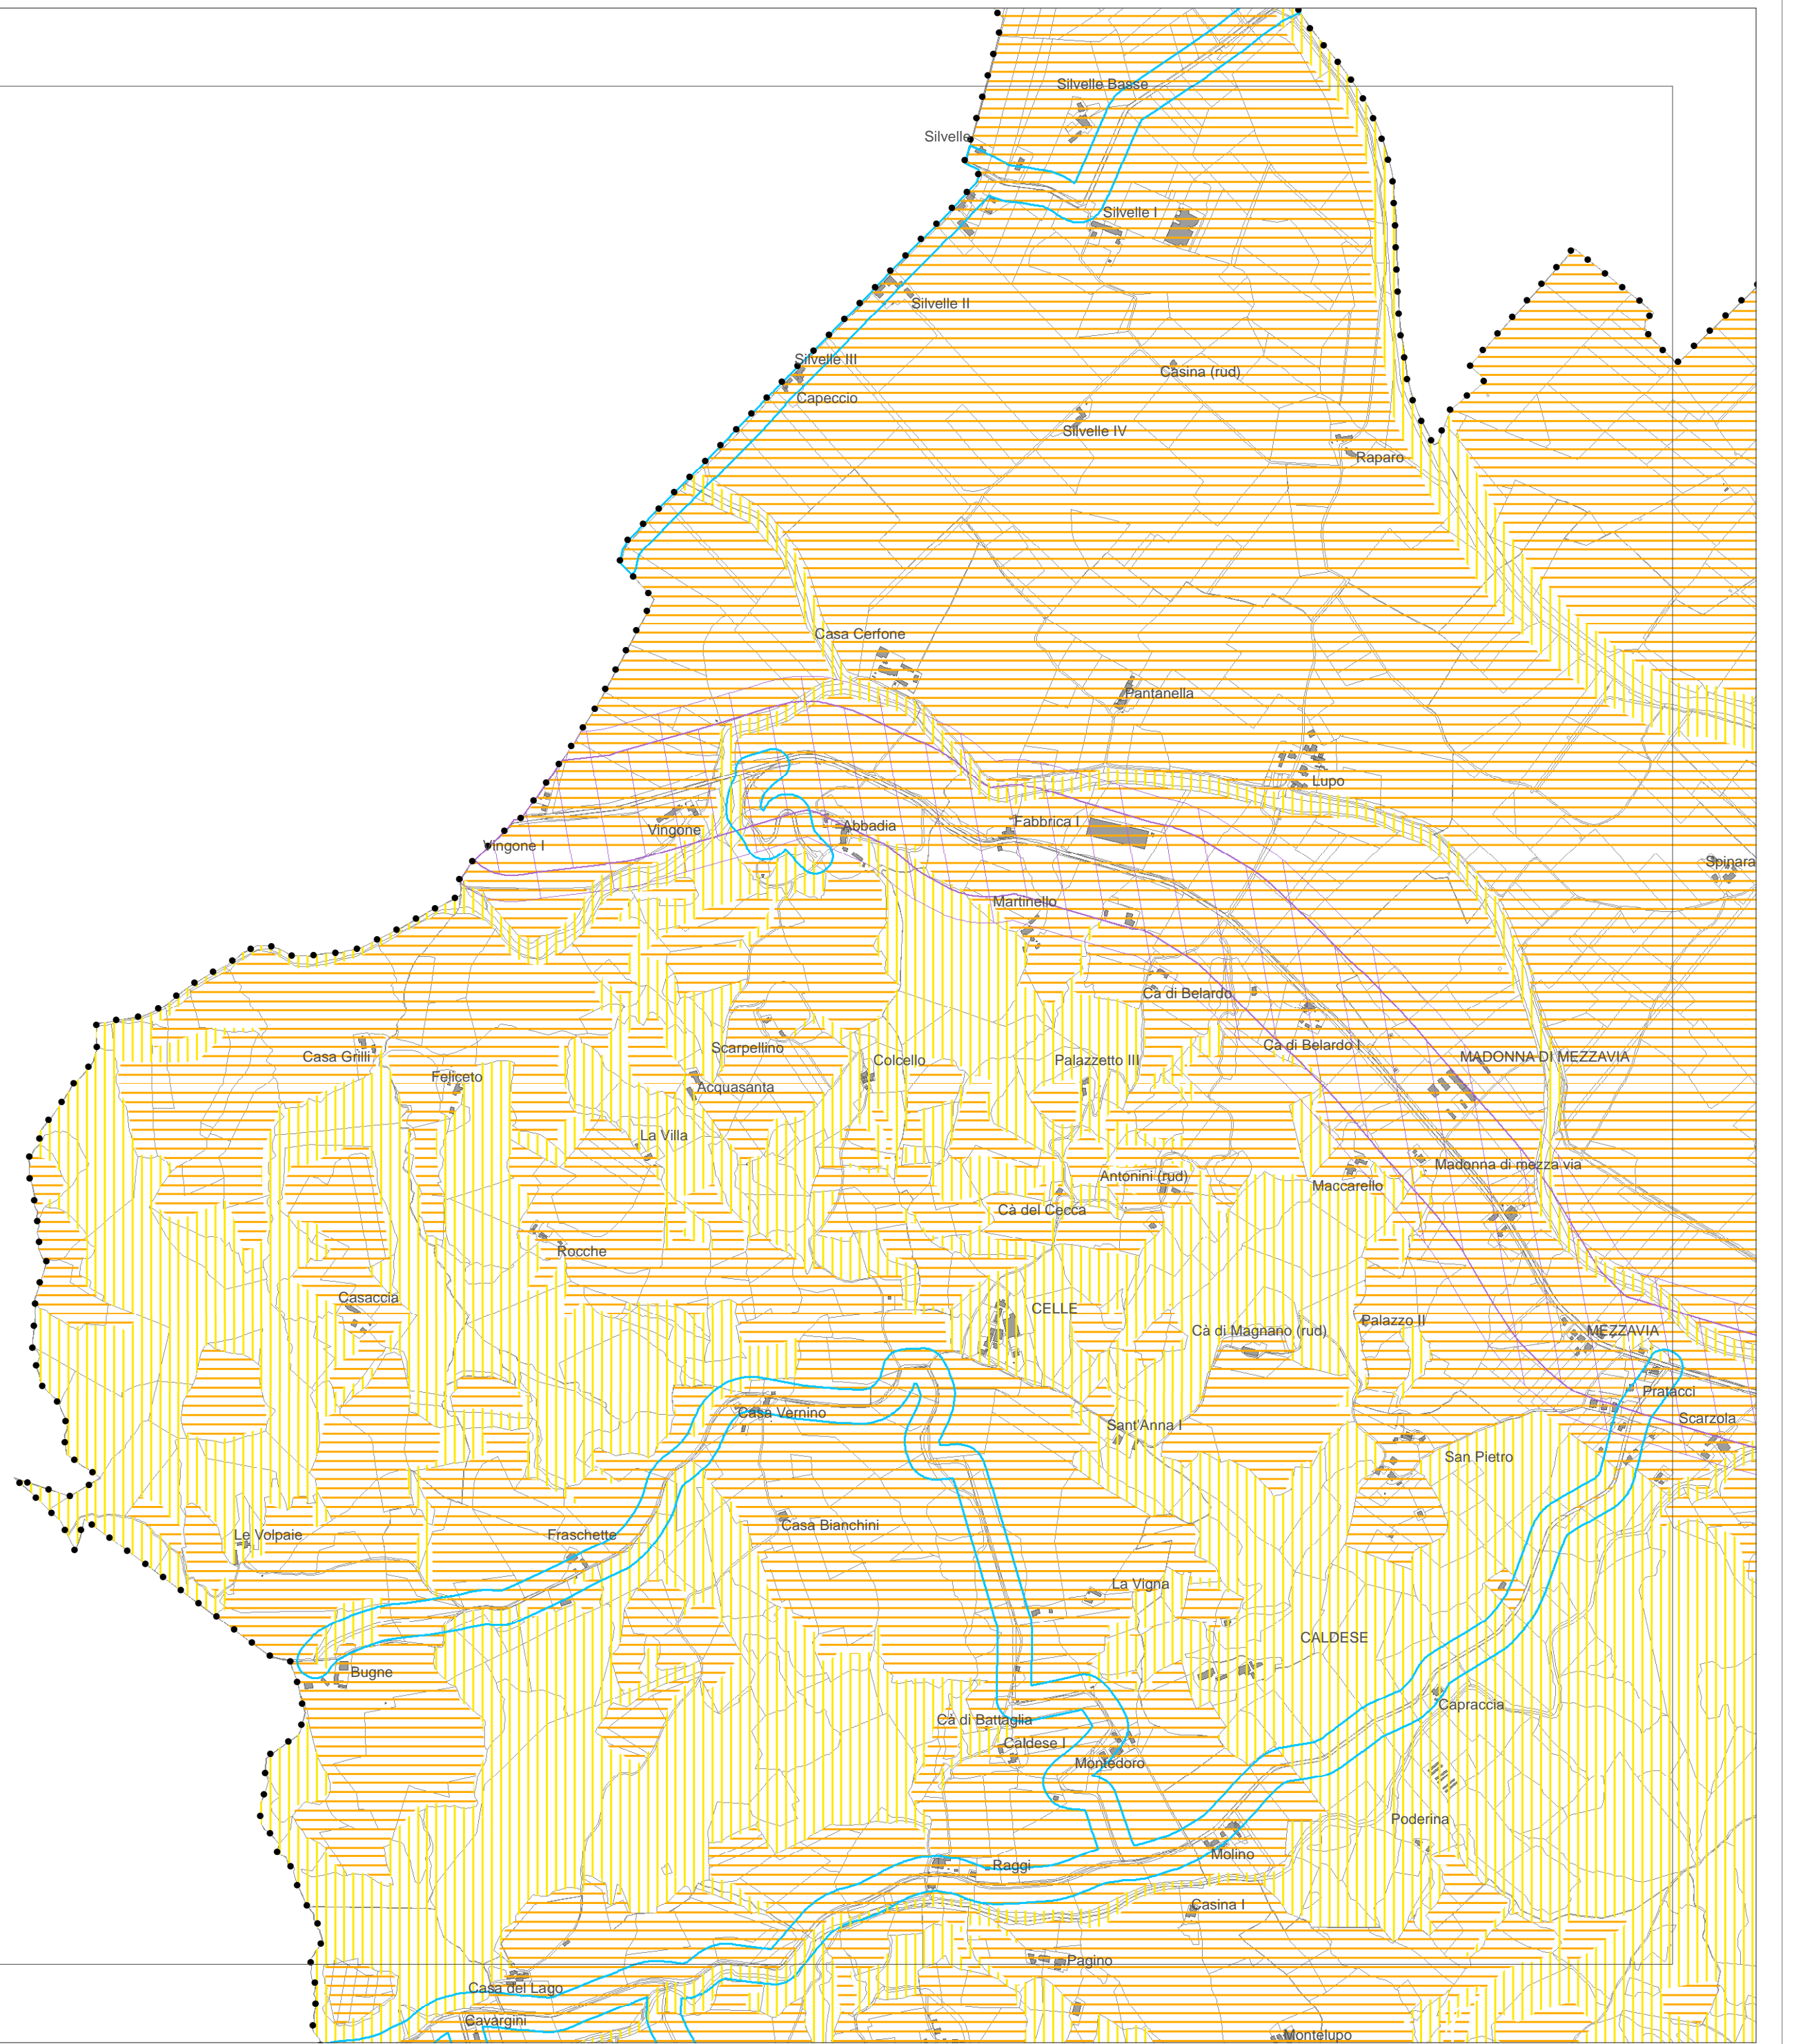 Silvelle Basse
Silvelle
Silvelle I
Silvelle II
Silvelle III
Casina (rud)
Capeccio
Silvelle IV
Raparo
Casa Cerfone
Pantanella
Lupo
Fabbrica I
Abbadia
Vingone
Vingone I
Spinara
Martinello
Cà di Belardo
Cà di Belardo I
Scarpellino
Casa Grilli
Colcello
Palazzetto III
MADONNA DI MEZZAVIA
Feliceto
Acquasanta
La Villa
Madonna di mezza via
Antonini (rud)
Maccarello
Cà del Cecca
Rocche
Casaccia
CELLE
Palazzo II
Cà di Magnano (rud)
MEZZAVIA
Pratacci
Casa Vernino
Scarzola
Sant'Anna I
San Pietro
Casa Bianchini
Le Volpaie
Fraschette
La Vigna
CALDESE
Bugne
Capraccia
Cà di Battaglia
Caldese I
Montedoro
Poderina
Molino
Raggi
Casina I
Pagino
Casa del Lago
Cavargini
Montelupo